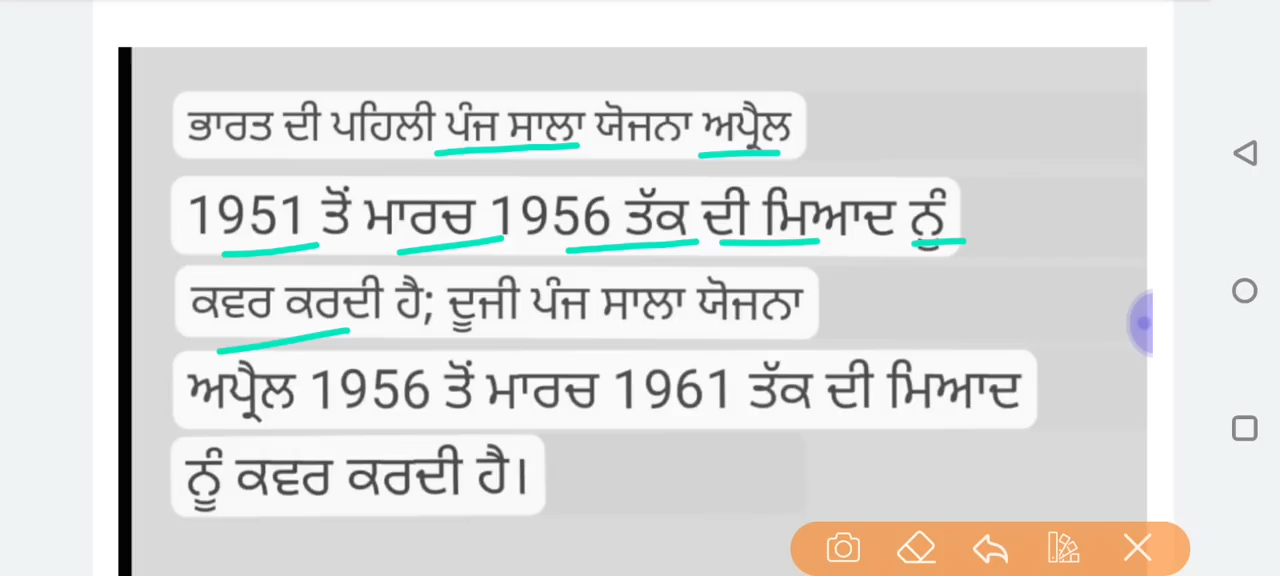 ਭਾਰਤ ਦੀ ਪਹਿਲੀ ਪੰਜ ਸਾਲਾ ਯੋਜਨਾ ਅਪ੍ਰੈਲ
1951 ਤੋਂ ਮਾਰਚ 1956 ਤੱਕ ਦੀ ਮਿਆਦ ਨੂੰ
ਕਵਰ ਕਰਦੀ ਹੈ; ਦੂਜੀ ਪੰਜ ਸਾਲਾ ਯੋਜਨਾ
ਅਪ੍ਰੈਲ 1956 ਤੋਂ ਮਾਰਚ 1961 ਤੱਕ ਦੀ ਮਿਆਦ
ਨੂੰ ਕਵਰ ਕਰਦੀ ਹੈ।